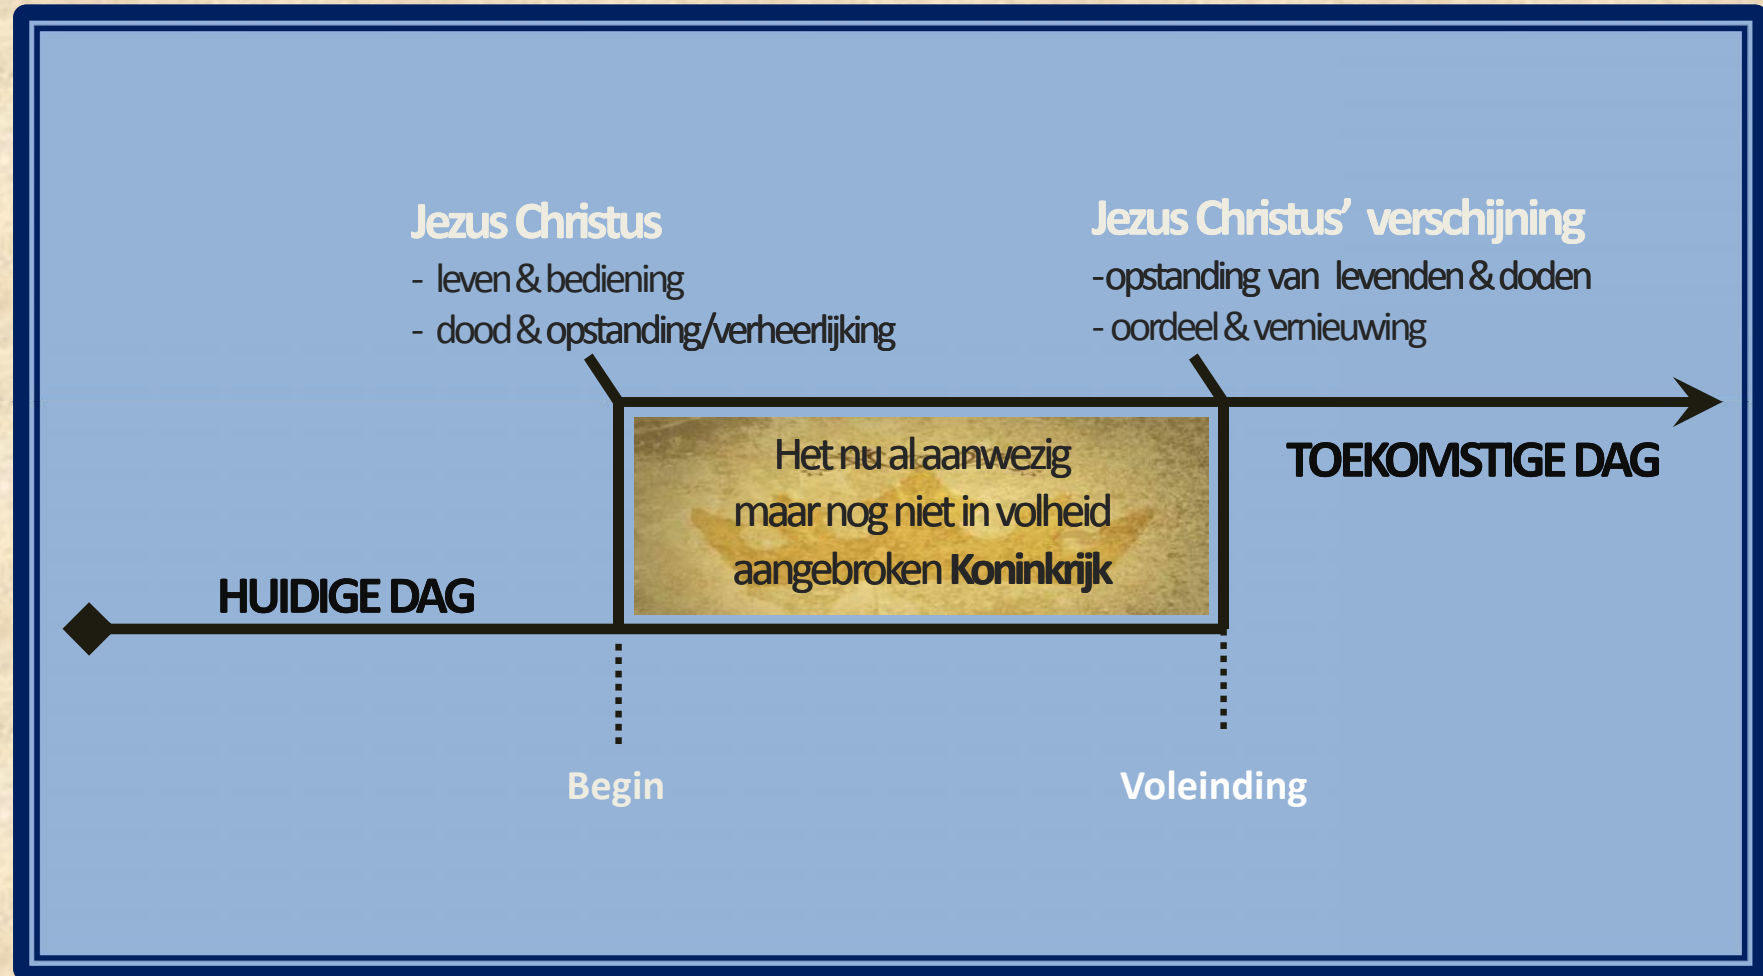 Jezus Christus
- leven & bediening
- dood & opstanding/verheerlijking
Jezus Christus’ verschijning
-opstanding van levenden & doden
- oordeel & vernieuwing
Het nu al aanwezig
maar nog niet in volheid
aangebroken Koninkrijk
TOEKOMSTIGE DAG
HUIDIGE DAG
Begin
Voleinding